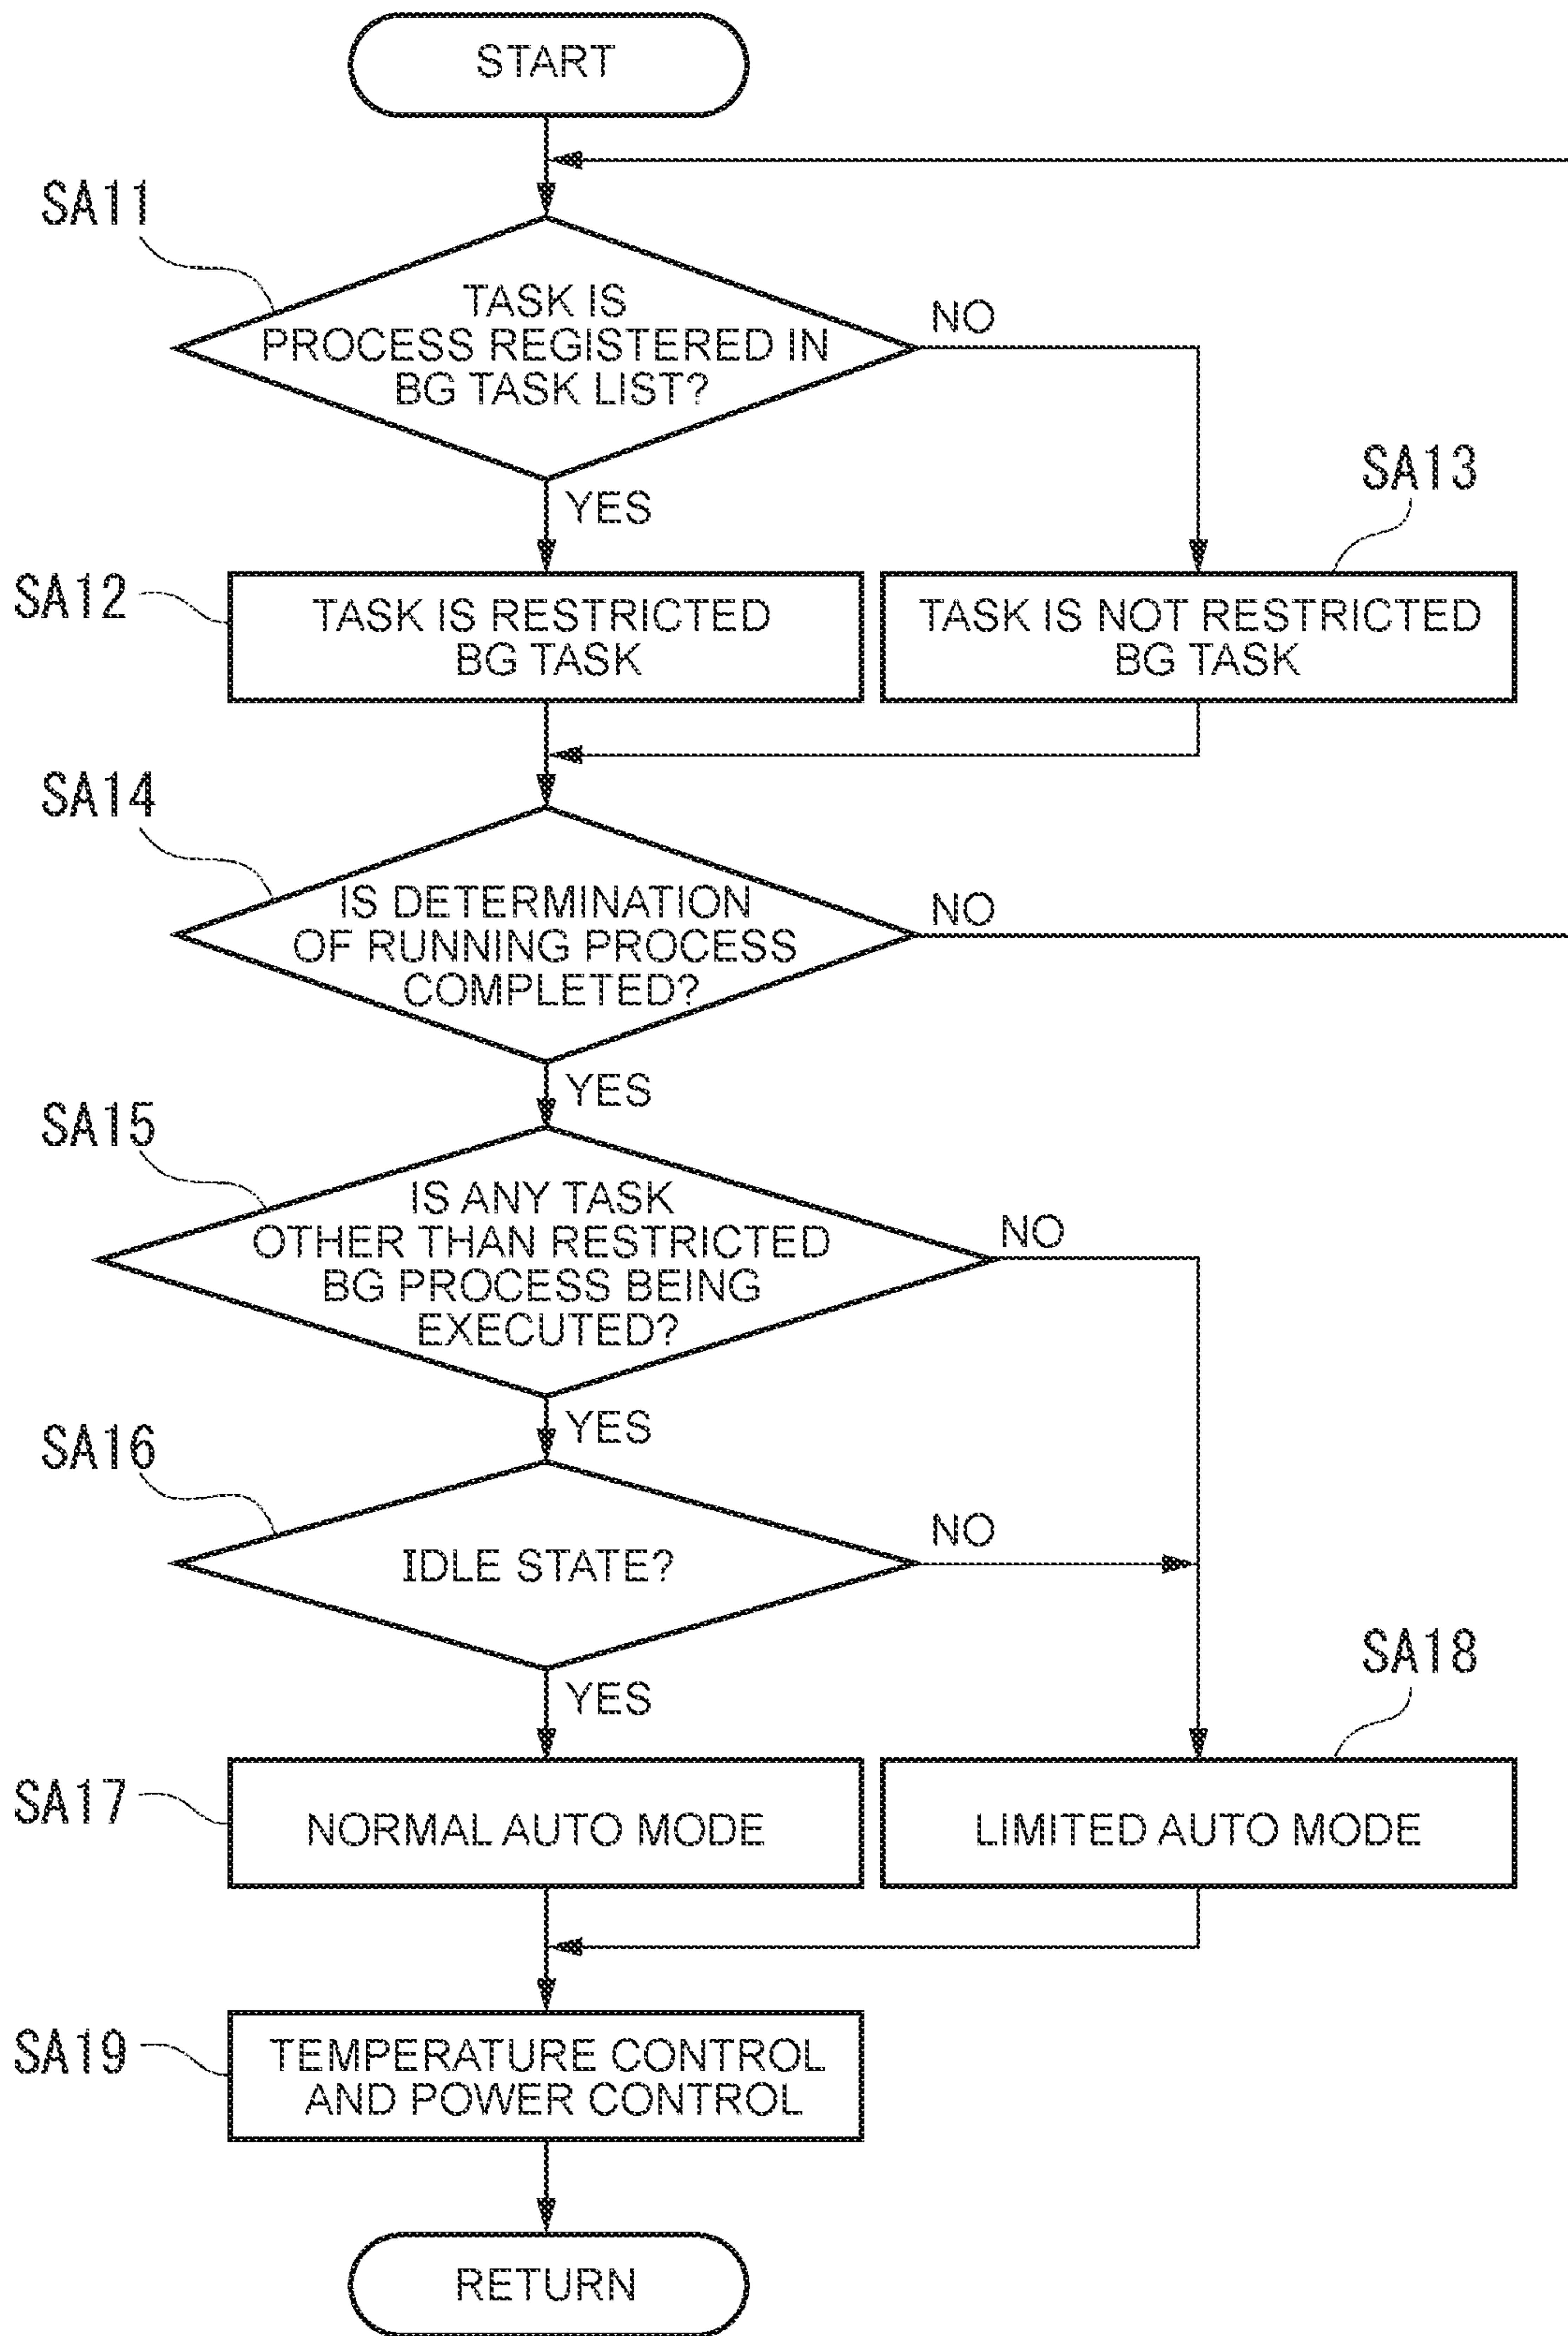 START
SA11
TASK IS
PROCESS REGISTERED IN
BG TASK LIST?
NO
YES
SA13
SA12
TASK IS RESTRICTED
BG TASK
TASK IS NOT RESTRICTED
BG TASK
SA14
IS DETERMINATION
OF RUNNING PROCESS
COMPLETED?
NO
YES
SA15
IS ANY TASK
OTHER THAN RESTRICTED
BG PROCESS BEING
EXECUTED?
NO
YES
SA16
IDLE STATE?
NO
YES
SA18
SA17
NORMAL AUTO MODE
LIMITED AUTO MODE
SA19
TEMPERATURE CONTROL
AND POWER CONTROL
RETURN